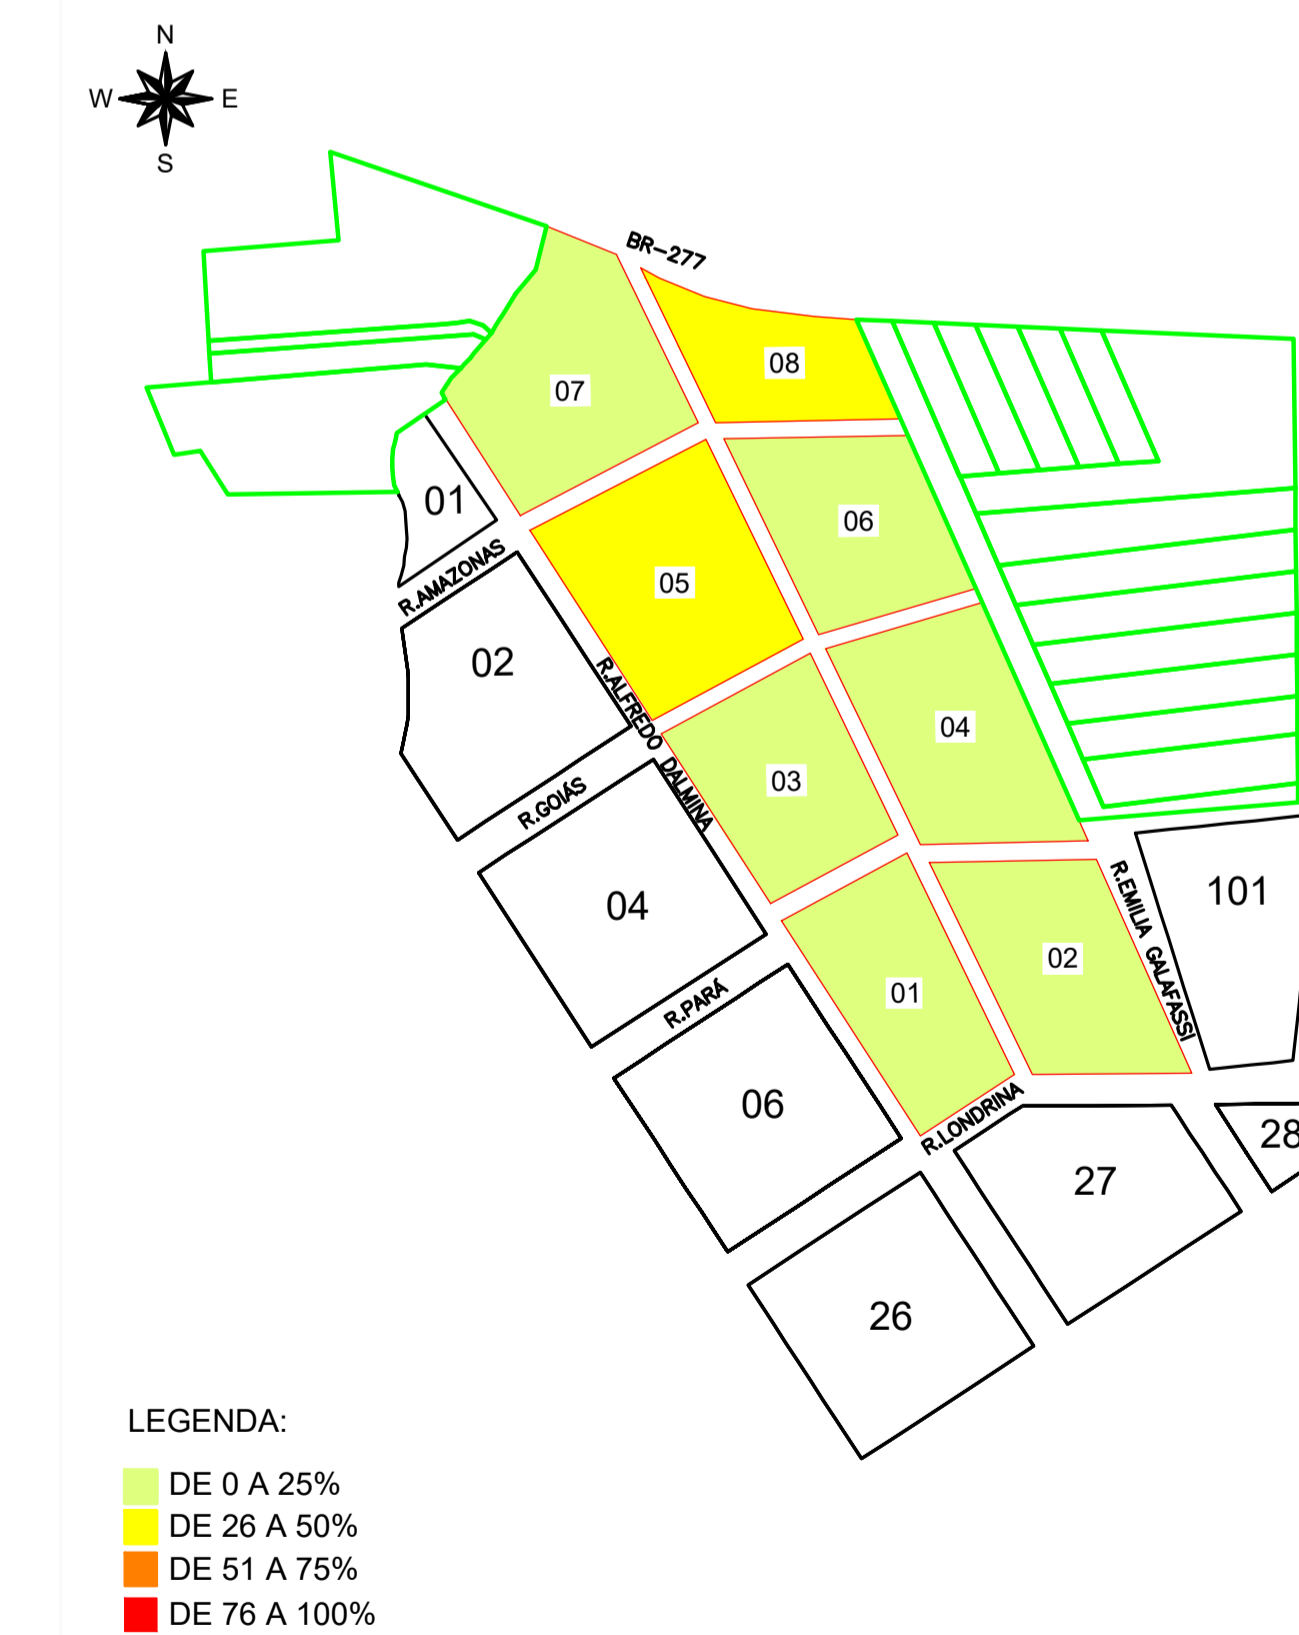 N
W E
S
BR-277
08
07
01
06
R.AMAZONAS
05
02
R.ALFREDO DALMINA
04
03
R.GOIÁS
R.EMILIA GALAFASSI
101
04
02
01
R.PARÁ
06
R.LONDRINA
28
27
26
LEGENDA:
DE 0 A 25%
DE 26 A 50%
DE 51 A 75%
DE 76 A 100%